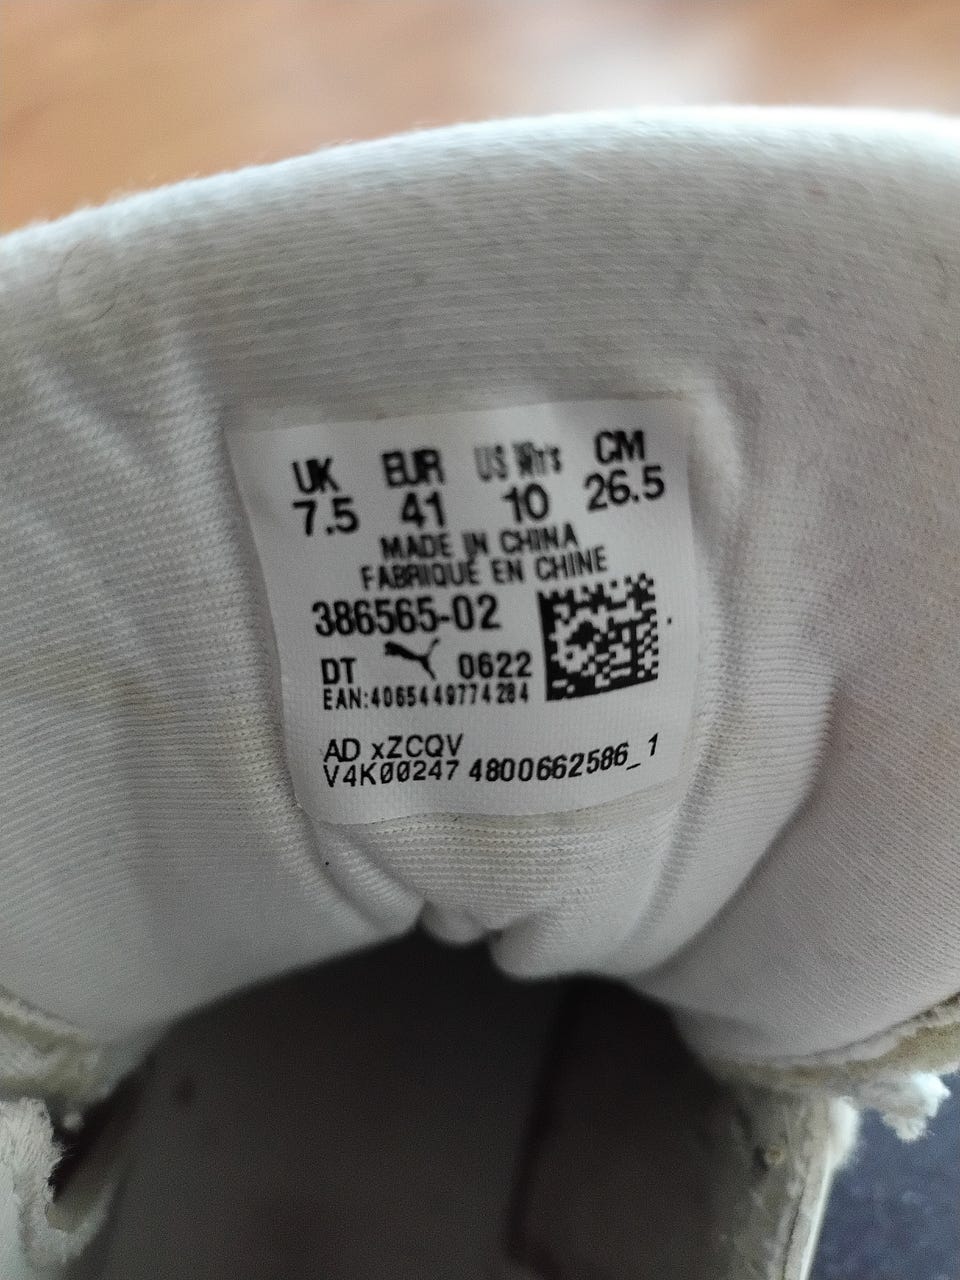 UK EUR US Wn's CM
7.5 41 10 26.5
MADE IN CHINA
FABRIQUE EN CHINE
386565-02
DT 0622
EAN:4065449774284
AD xZCQV
V4K00247 4800662586_1